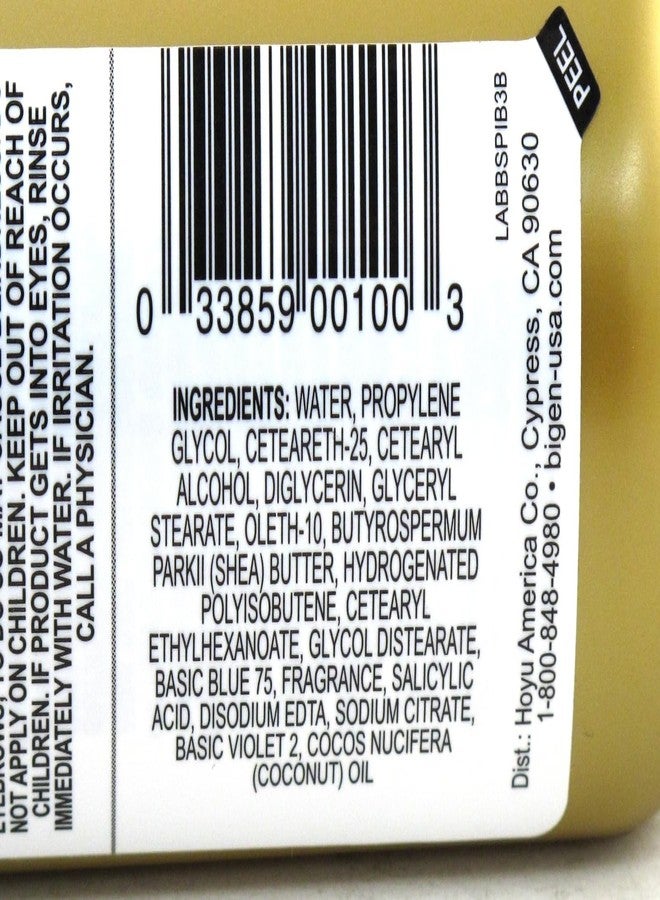 NOT APPLY ON CHILDREN. KEEP OUT OF REACH OF
CHILDREN. IF PRODUCT GETS INTO EYES, RINSE
IMMEDIATELY WITH WATER. IF IRRITATION OCCURS,
CALL A PHYSICIAN.
0 33859 00100 3
INGREDIENTS: WATER, PROPYLENE
GLYCOL, CETEARETH-25, CETEARYL
ALCOHOL, DIGLYCERIN, GLYCERYL
STEARATE, OLETH-10, BUTYROSPERMUM
PARKII (SHEA) BUTTER, HYDROGENATED
POLYISOBUTENE, CETEARYL
ETHYLHEXANOATE, GLYCOL DISTEARATE,
BASIC BLUE 75, FRAGRANCE, SALICYLIC
ACID, DISODIUM EDTA, SODIUM CITRATE,
BASIC VIOLET 2, COCOS NUCIFERA
(COCONUT) OIL
LABBSPIB3B
Dist.: Hoyu America Co., Cypress, CA 90630
1-800-848-4980 • bigen-usa.com
PEEL